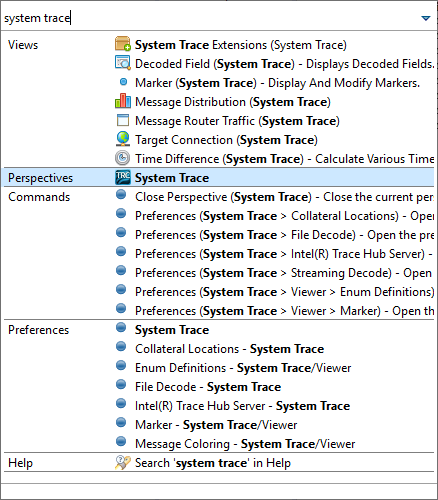 system trace
Views System Trace Extensions (System Trace)
Decoded Field (System Trace) - Displays Decoded Fields.
Marker (System Trace) - Display And Modify Markers.
Message Distribution (System Trace)
Message Router Traffic (System Trace)
Target Connection (System Trace)
Time Difference (System Trace) - Calculate Various Time
Perspectives TRC System Trace
Commands Close Perspective (System Trace) - Close the current per
Preferences (System Trace > Collateral Locations) - Open
Preferences (System Trace > File Decode) - Open the pre
Preferences (System Trace > Intel(R) Trace Hub Server) -
Preferences (System Trace > Streaming Decode) - Open
Preferences (System Trace > Viewer > Enum Definitions)
Preferences (System Trace > Viewer > Marker) - Open th
Preferences System Trace
Collateral Locations - System Trace
Enum Definitions - System Trace/Viewer
File Decode - System Trace
Intel(R) Trace Hub Server - System Trace
Marker - System Trace/Viewer
Message Coloring - System Trace/Viewer
Help Search 'system trace' in Help